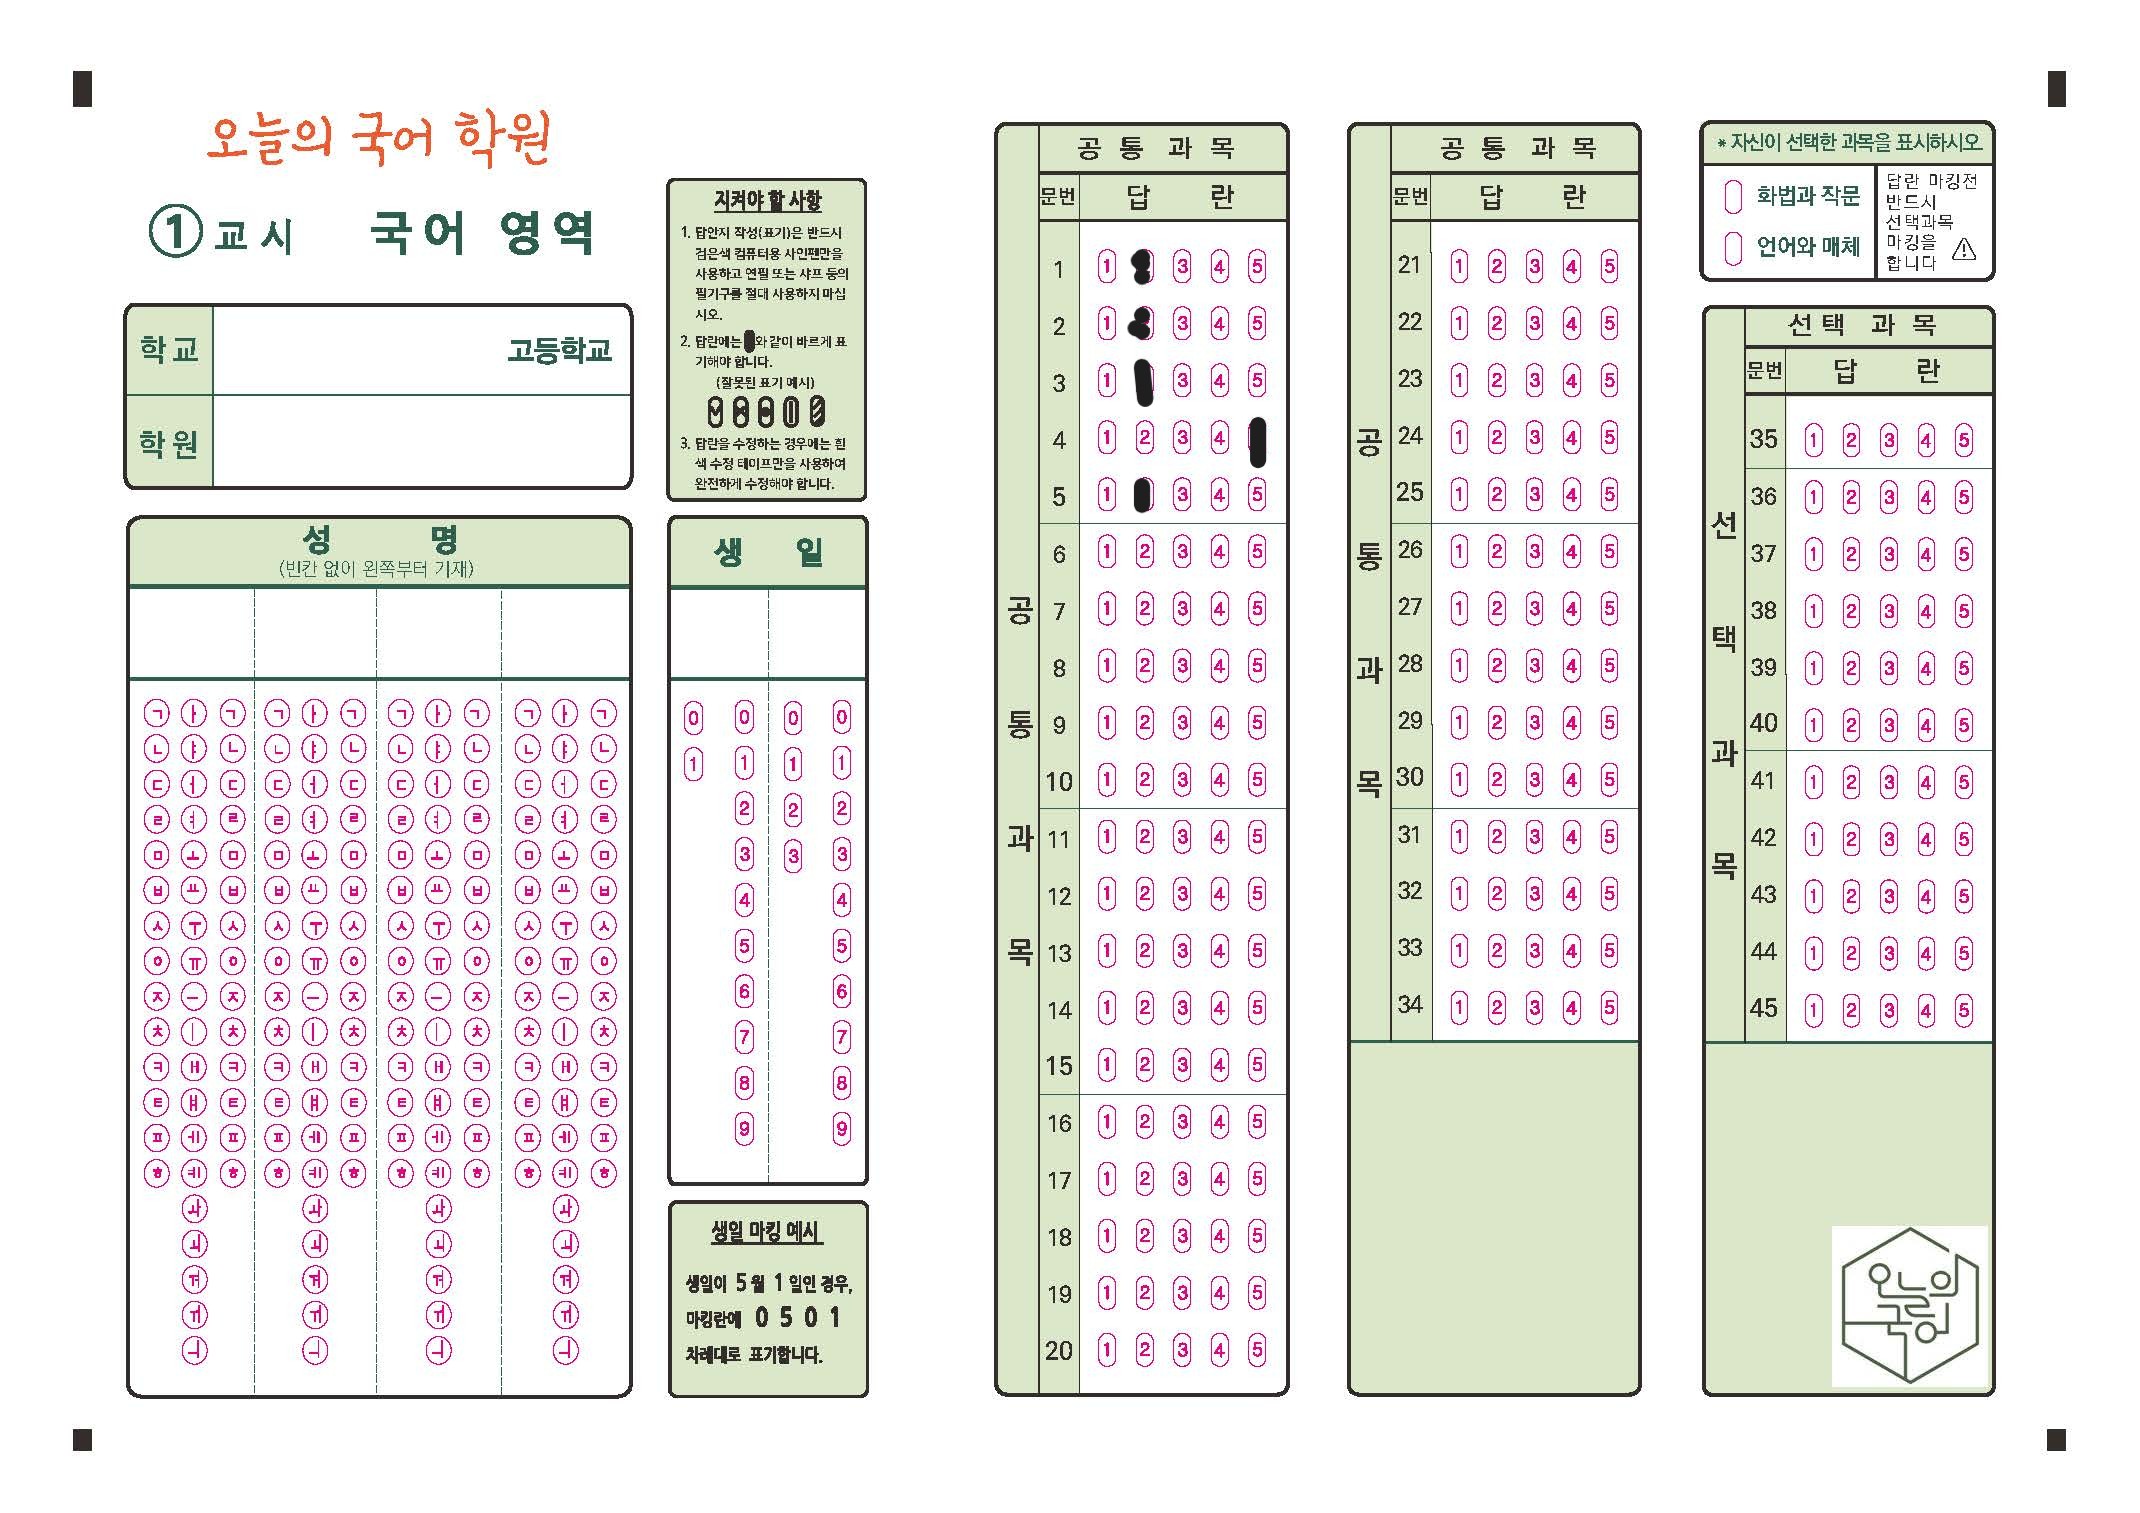 오늘의 국어 학원
① 교시 국어 영역
학교 고등학교
학원
성 명
(빈칸 없이 왼쪽부터 기재)
ㄱ ㅏ ㄱ ㄱ ㅏ ㄱ ㄱ ㅏ ㄱ ㄱ ㅏ ㄱ
ㄴ ㅑ ㄴ ㄴ ㅑ ㄴ ㄴ ㅑ ㄴ ㄴ ㅑ ㄴ
ㄷ ㅓ ㄷ ㄷ ㅓ ㄷ ㄷ ㅓ ㄷ ㄷ ㅓ ㄷ
ㄹ ㅕ ㄹ ㄹ ㅕ ㄹ ㄹ ㅕ ㄹ ㄹ ㅕ ㄹ
ㅁ ㅗ ㅁ ㅁ ㅗ ㅁ ㅁ ㅗ ㅁ ㅁ ㅗ ㅁ
ㅂ ㅛ ㅂ ㅂ ㅛ ㅂ ㅂ ㅛ ㅂ ㅂ ㅛ ㅂ
ㅅ ㅜ ㅅ ㅅ ㅜ ㅅ ㅅ ㅜ ㅅ ㅅ ㅜ ㅅ
ㅇ ㅠ ㅇ ㅇ ㅠ ㅇ ㅇ ㅠ ㅇ ㅇ ㅠ ㅇ
ㅈ ㅡ ㅈ ㅈ ㅡ ㅈ ㅈ ㅡ ㅈ ㅈ ㅡ ㅈ
ㅊ ㅣ ㅊ ㅊ ㅣ ㅊ ㅊ ㅣ ㅊ ㅊ ㅣ ㅊ
ㅋ ㅐ ㅋ ㅋ ㅐ ㅋ ㅋ ㅐ ㅋ ㅋ ㅐ ㅋ
ㅌ ㅒ ㅌ ㅌ ㅒ ㅌ ㅌ ㅒ ㅌ ㅌ ㅒ ㅌ
ㅍ ㅔ ㅍ ㅍ ㅔ ㅍ ㅍ ㅔ ㅍ ㅍ ㅔ ㅍ
ㅎ ㅖ ㅎ ㅎ ㅖ ㅎ ㅎ ㅖ ㅎ ㅎ ㅖ ㅎ
ㅘ ㅘ ㅘ ㅘ
ㅚ ㅚ ㅚ ㅚ
ㅝ ㅝ ㅝ ㅝ
ㅟ ㅟ ㅟ ㅟ
ㅢ ㅢ ㅢ ㅢ
지켜야 할 사항
1. 답안지 작성(표기)은 반드시
검은색 컴퓨터용 사인펜만을
사용하고 연필 또는 샤프 등의
필기구를 절대 사용하지 마십
시오.
2. 답란에는 와 같이 바르게 표
기해야 합니다.
(잘못된 표기 예시)
3. 답란을 수정하는 경우에는 흰
색 수정 테이프만을 사용하여
완전하게 수정해야 합니다.
생 일
0 0 0 0
1 1 1 1
2 2 2
3 3 3
4 4
5 5
6 6
7 7
8 8
9 9
생일 마킹 예시
생일이 5월 1일인 경우,
마킹란에 0 5 0 1
차례대로 표기합니다.
공통과목
공통 과목
문번 답 란
1 1 3 4 5
2 1 3 4 5
3 1 3 4 5
4 1 2 3 4
5 1 3 4 5
6 1 2 3 4 5
7 1 2 3 4 5
8 1 2 3 4 5
9 1 2 3 4 5
10 1 2 3 4 5
11 1 2 3 4 5
12 1 2 3 4 5
13 1 2 3 4 5
14 1 2 3 4 5
15 1 2 3 4 5
16 1 2 3 4 5
17 1 2 3 4 5
18 1 2 3 4 5
19 1 2 3 4 5
20 1 2 3 4 5
공통과목
공통 과목
문번 답 란
21 1 2 3 4 5
22 1 2 3 4 5
23 1 2 3 4 5
24 1 2 3 4 5
25 1 2 3 4 5
26 1 2 3 4 5
27 1 2 3 4 5
28 1 2 3 4 5
29 1 2 3 4 5
30 1 2 3 4 5
31 1 2 3 4 5
32 1 2 3 4 5
33 1 2 3 4 5
34 1 2 3 4 5
* 자신이 선택한 과목을 표시하시오
화법과 작문
언어와 매체
답란 마킹전
반드시
선택과목
마킹을
합니다
선택과목
선택 과목
문번 답 란
35 1 2 3 4 5
36 1 2 3 4 5
37 1 2 3 4 5
38 1 2 3 4 5
39 1 2 3 4 5
40 1 2 3 4 5
41 1 2 3 4 5
42 1 2 3 4 5
43 1 2 3 4 5
44 1 2 3 4 5
45 1 2 3 4 5